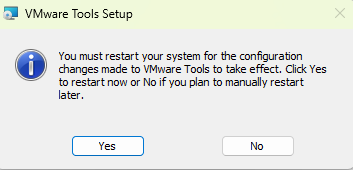 VMware Tools Setup
You must restart your system for the configuration
changes made to VMware Tools to take effect. Click Yes
to restart now or No if you plan to manually restart
later.
Yes
No